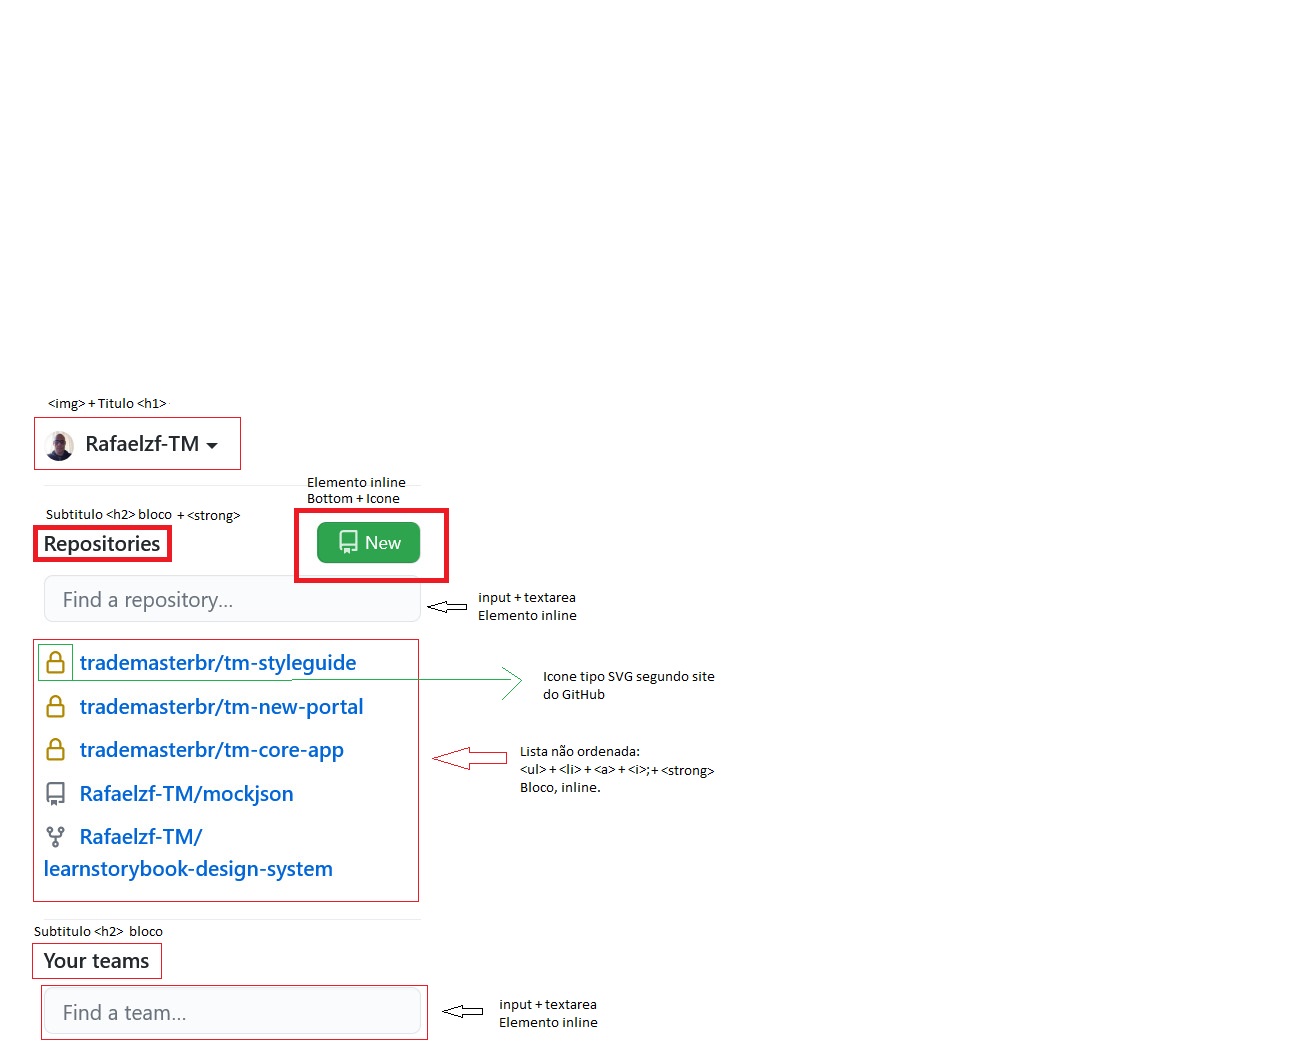 <img> + Titulo <h1>
Rafaelzf-TM
Elemento inline
Bottom + Icone
Subtitulo <h2> bloco + <strong>
Repositories
New
Find a repository...
input + textarea
Elemento inline
trademasterbr/tm-styleguide
Icone tipo SVG segundo site
do GitHub
trademasterbr/tm-new-portal
trademasterbr/tm-core-app
Lista não ordenada:
<ul> + <li> + <a> + <i>;+ <strong>
Bloco, inline.
Rafaelzf-TM/mockjson
Rafaelzf-TM/
learnstorybook-design-system
Subtitulo <h2> bloco
Your teams
Find a team...
input + textarea
Elemento inline